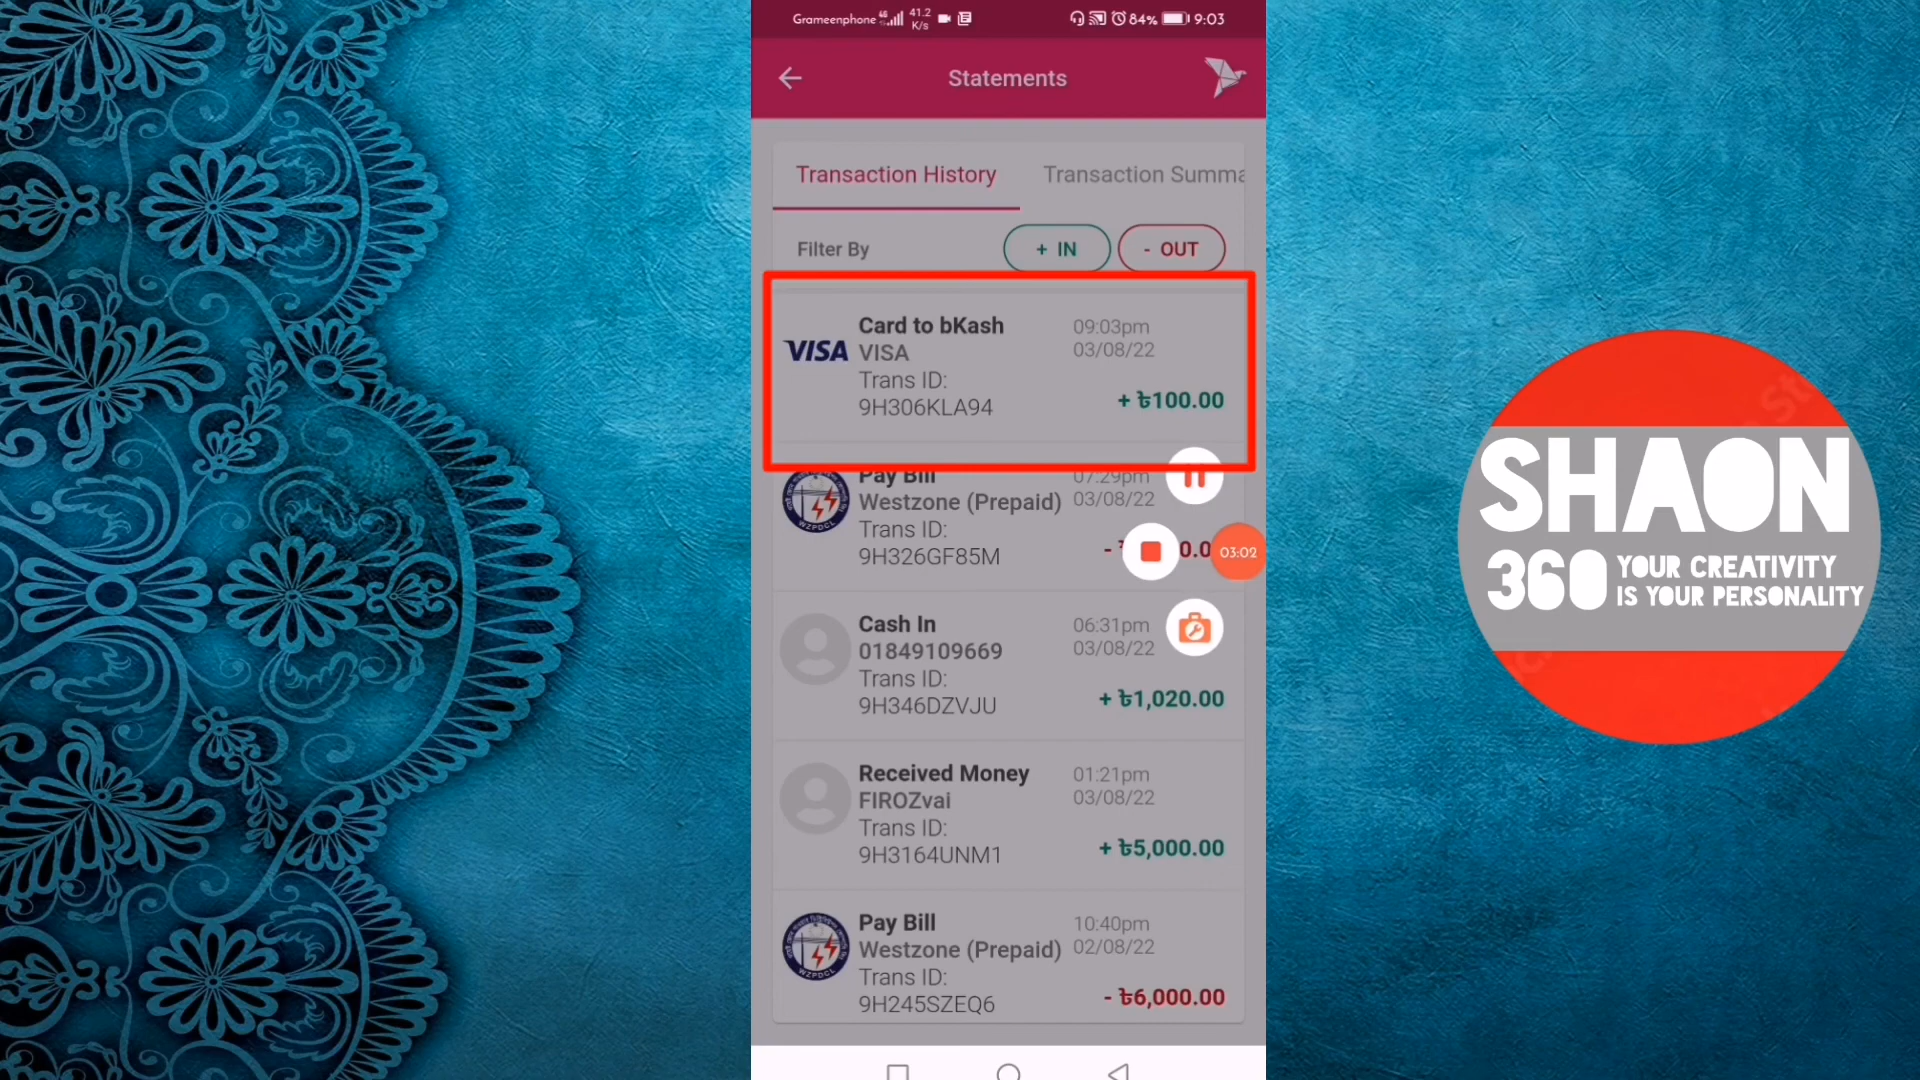 Grameenphone 41.2 K/s 84% 9:03
Statements
Transaction History Transaction Summa
Filter By + IN - OUT
Card to bKash 09:03pm
VISA VISA 03/08/22
Trans ID:
9H306KLA94 + ৳100.00
Pay Bill 07:29pm
Westzone (Prepaid) 03/08/22
Trans ID:
9H326GF85M
WZPDCL
03:02
Cash In 06:31pm
01849109669 03/08/22
Trans ID:
9H346DZVJU + ৳1,020.00
Received Money 01:21pm
FIROZvai 03/08/22
Trans ID:
9H3164UNM1 + ৳5,000.00
Pay Bill 10:40pm
Westzone (Prepaid) 02/08/22
Trans ID:
9H245SZEQ6 - ৳6,000.00
WZPDCL
SHAON
360 YOUR CREATIVITY
IS YOUR PERSONALITY